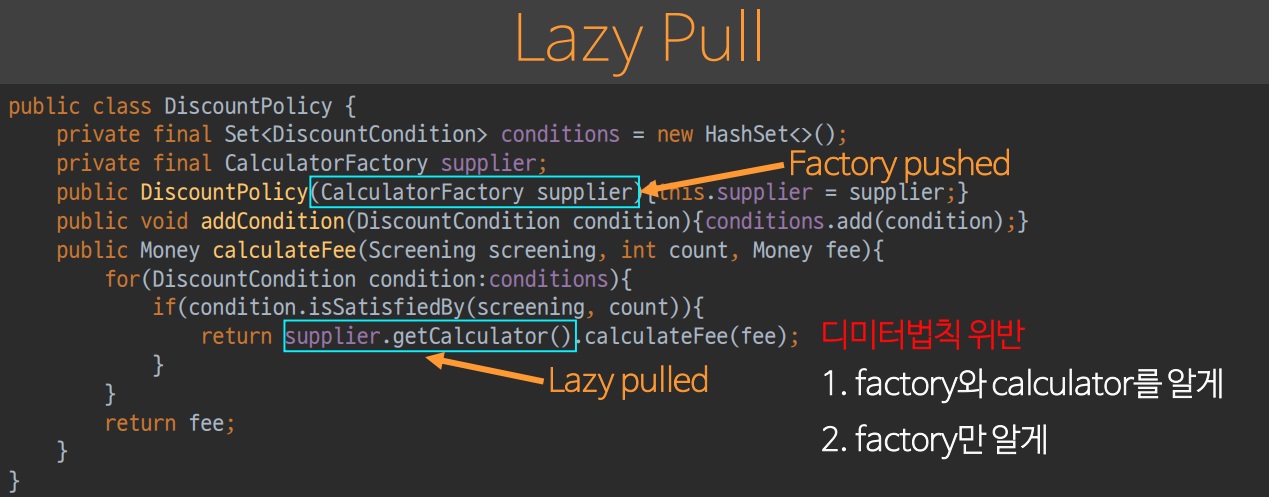 Lazy Pull
public class DiscountPolicy {
private final Set<DiscountCondition> conditions = new HashSet<>();
private final CalculatorFactory supplier;
Factory pushed
public DiscountPolicy(CalculatorFactory supplier){this.supplier = supplier;}
public void addCondition(DiscountCondition condition){conditions.add(condition);}
public Money calculateFee(Screening screening, int count, Money fee){
for(DiscountCondition condition:conditions){
if(condition.isSatisfiedBy(screening, count)){
return supplier.getCalculator().calculateFee(fee);
디미터법칙 위반
}
Lazy pulled
1. factory와 calculator를 알게
}
return fee;
2. factory만 알게
}
}